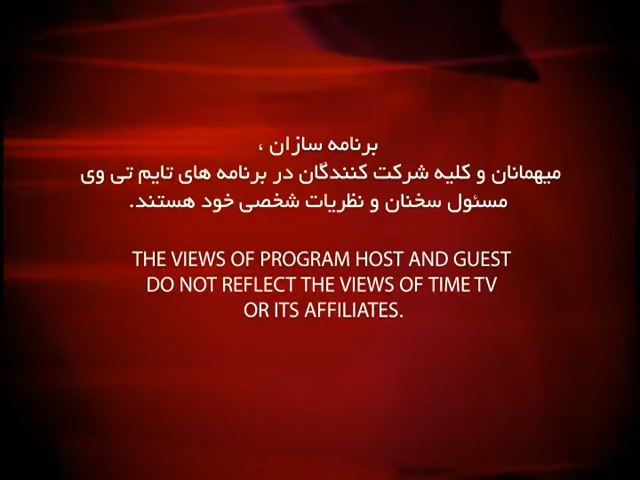 برنامه سازان ،
میهمانان و کلیه شرکت کنندگان در برنامه های تایم تی وی
مسئول سخنان و نظریات شخصی خود هستند.
THE VIEWS OF PROGRAM HOST AND GUEST
DO NOT REFLECT THE VIEWS OF TIME TV
OR ITS AFFILIATES.